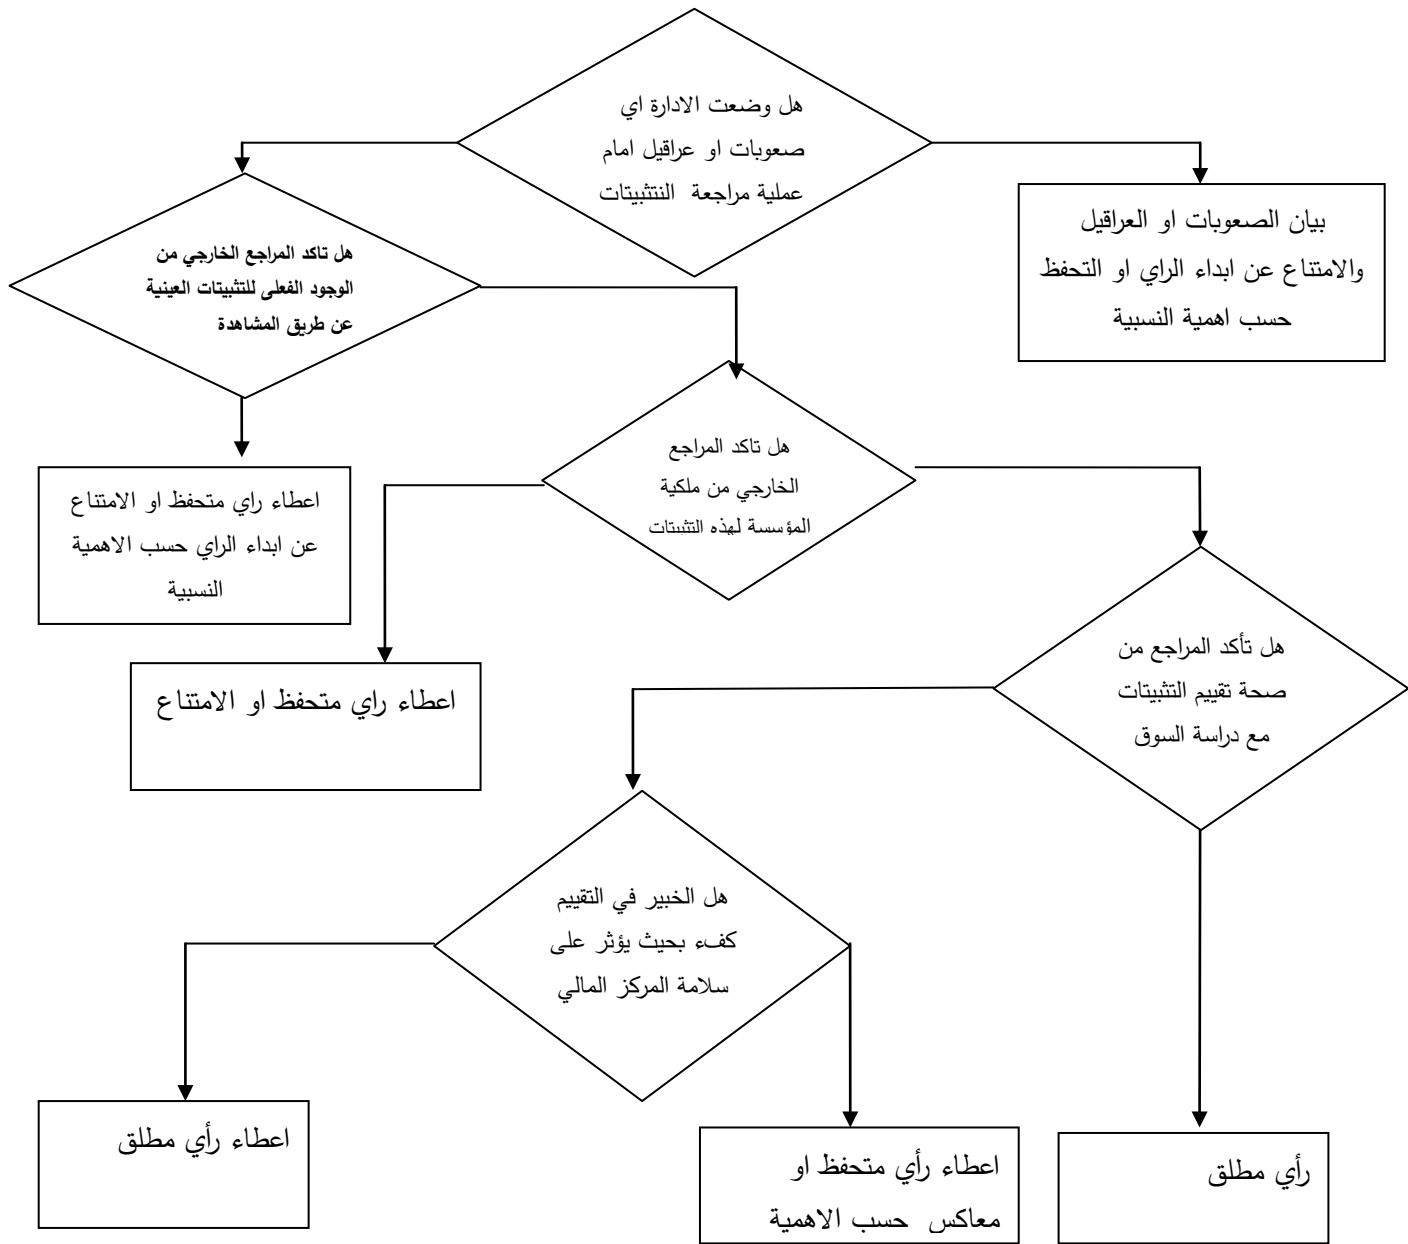 هل وضعت الادارة اي
صعوبات او عراقيل امام
عملية مراجعة النتثبيتات
بيان الصعوبات او العراقيل
والامتناع عن ابداء الراي او التحفظ
حسب اهمية النسبية
هل تاكد المراجع الخارجي من
الوجود الفعلى للتثبيتات العينية
عن طريق المشاهدة
هل تاكد المراجع
الخارجي من ملكية
المؤسسة لهذه التثبيتات
اعطاء راي متحفظ او الامتناع
عن ابداء الراي حسب الاهمية
النسبية
هل تأكد المراجع من
صحة تقييم التثبيتات
مع دراسة السوق
اعطاء راي متحفظ او الامتناع
هل الخبير في التقييم
كفء بحيث يؤثر على
سلامة المركز المالي
اعطاء رأي مطلق
اعطاء رأي متحفظ او
معاكس حسب الاهمية
رأي مطلق